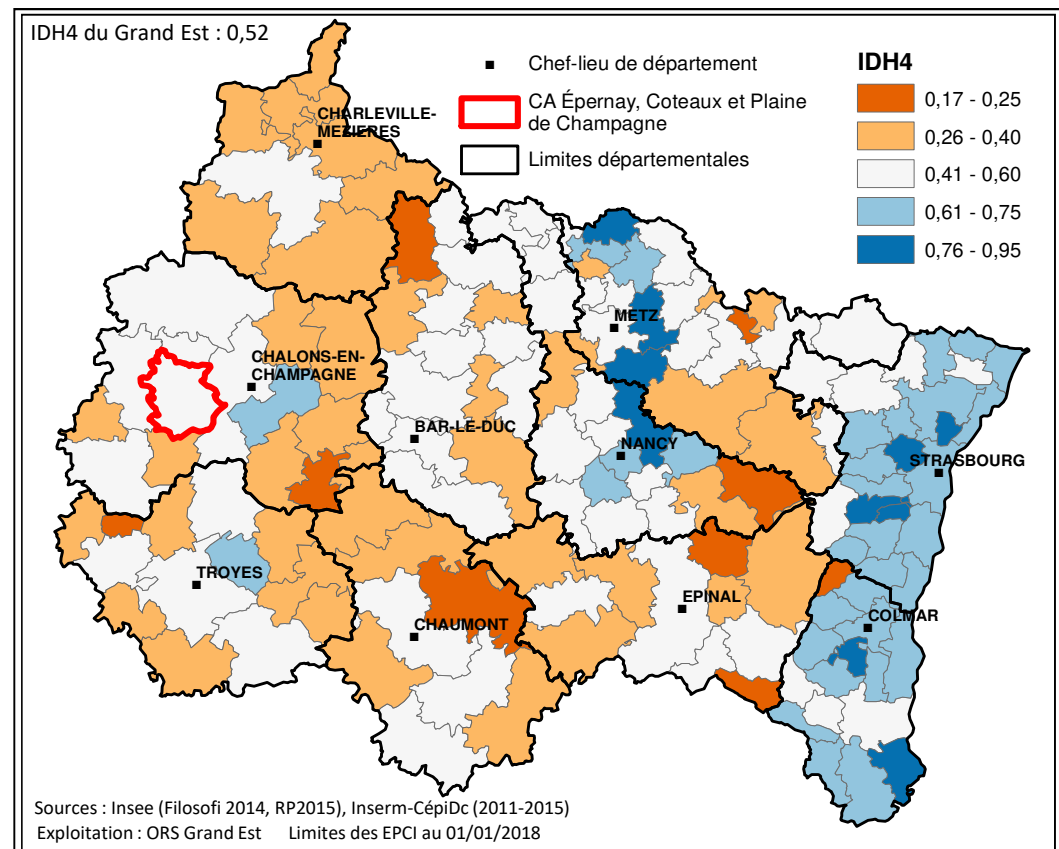 IDH4 du Grand Est : 0,52
Chef-lieu de département
CA Épernay, Coteaux et Plaine
de Champagne
Limites départementales
IDH4
0,17 - 0,25
0,26 - 0,40
0,41 - 0,60
0,61 - 0,75
0,76 - 0,95
CHARLEVILLE-
MEZIERES
METZ
CHALONS-EN-
CHAMPAGNE
BAR-LE-DUC
NANCY
STRASBOURG
TROYES
EPINAL
COLMAR
CHAUMONT
Sources : Insee (Filosofi 2014, RP2015), Inserm-CépiDc (2011-2015)
Exploitation : ORS Grand Est Limites des EPCI au 01/01/2018